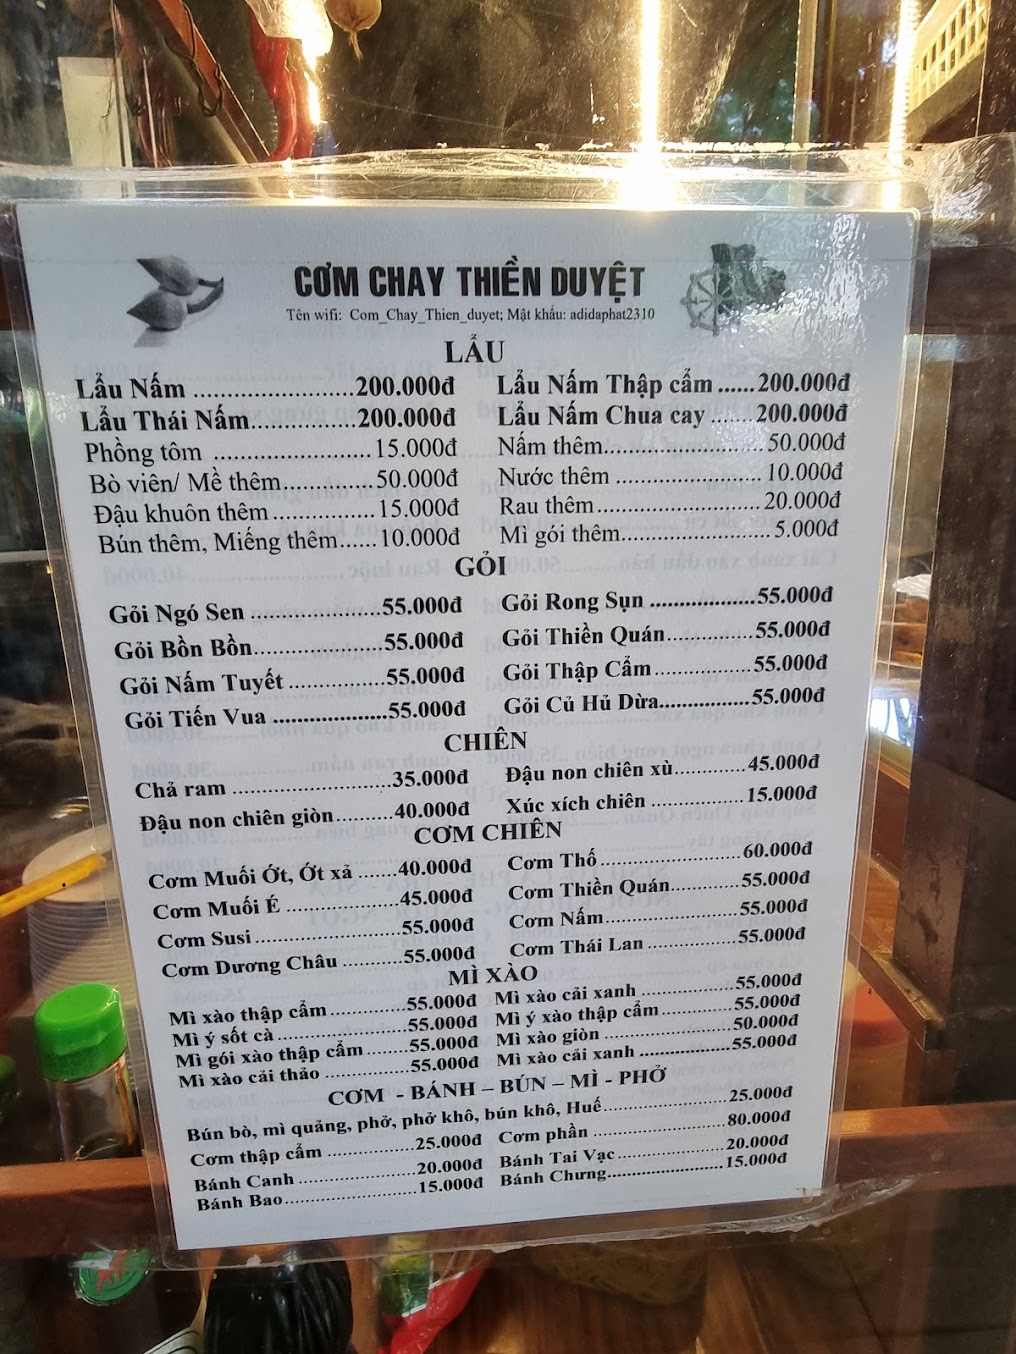 CƠM CHAY THIỀN DUYỆT
Tên wifi: Com_Chay_Thien_duyet; Mật khẩu: adidaphat2310
LẨU
Lẩu Nấm ........................200.000đ
Lẩu Nấm Thập cẩm ......200.000đ
Lẩu Thái Nấm................200.000đ
Lẩu Nấm Chua cay .......200.000đ
Phồng tôm ........................15.000đ
Nấm thêm........................50.000đ
Bò viên/ Mề thêm..............50.000đ
Nước thêm ......................10.000đ
Đậu khuôn thêm ................15.000đ
Rau thêm.........................20.000đ
Bún thêm, Miếng thêm......10.000đ
Mì gói thêm.......................5.000đ
GỎI
Gỏi Ngó Sen ....................55.000đ
Gỏi Rong Sụn ..................55.000đ
Gỏi Bồn Bồn....................55.000đ
Gỏi Thiền Quán..............55.000đ
Gỏi Nấm Tuyết ...............55.000đ
Gỏi Thập Cẩm................55.000đ
Gỏi Tiến Vua ...................55.000đ
Gỏi Củ Hủ Dừa...............55.000đ
CHIÊN
Chả ram .........................35.000đ
Đậu non chiên xù............45.000đ
Đậu non chiên giòn.........40.000đ
Xúc xích chiên ................15.000đ
CƠM CHIÊN
Cơm Muối Ớt, Ớt xả .......40.000đ
Cơm Thố ........................60.000đ
Cơm Muối É ...................45.000đ
Cơm Thiền Quán.............55.000đ
Cơm Susi.........................55.000đ
Cơm Nấm........................55.000đ
Cơm Dương Châu ..........55.000đ
Cơm Thái Lan ................55.000đ
MÌ XÀO
Mì xào thập cẩm .............55.000đ
Mì xào cải xanh ................55.000đ
Mì ý sốt cà ......................55.000đ
Mì ý xào thập cẩm .............55.000đ
Mì gói xào thập cẩm ........55.000đ
Mì xào giòn ......................50.000đ
Mì xào cải thảo ................55.000đ
Mì xào cải xanh ................55.000đ
CƠM - BÁNH – BÚN – MÌ - PHỞ
Bún bò, mì quảng, phở, phở khô, bún khô, Huế......................25.000đ
Cơm thập cẩm ................25.000đ
Cơm phần ........................80.000đ
Bánh Canh ......................20.000đ
Bánh Tai Vạc....................20.000đ
Bánh Bao.........................15.000đ
Bánh Chưng......................15.000đ